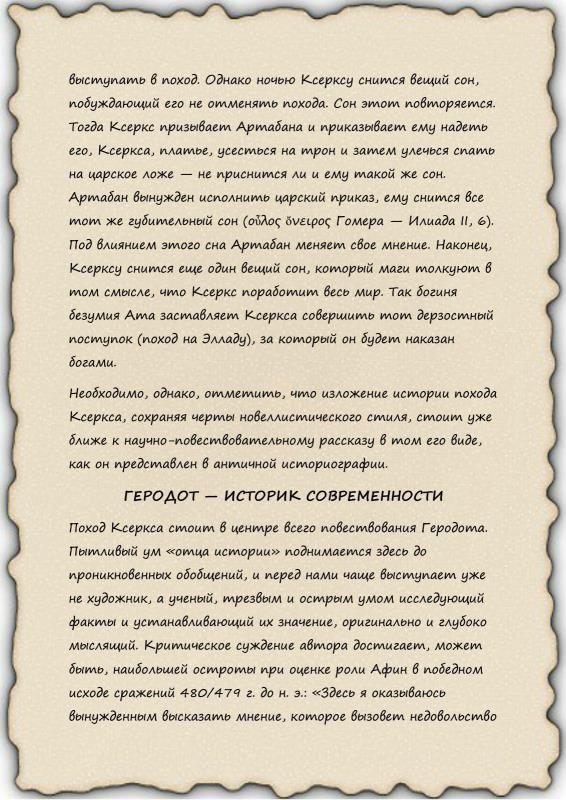 выступать в поход. Однако ночью Ксерксу снится вещий сон,
побуждающий его не отменять похода. Сон этот повторяется.
Тогда Ксеркс призывает Артабана и приказывает ему надеть
его, Ксеркса, платье, усесться на трон и затем улечься спать
на царское ложе — не приснится ли и ему такой же сон.
Артабан вынужден исполнить царский приказ, ему снится все
тот же губительный сон (οὖλος ὄνειρος Гомера — Илиада II, 6).
Под влиянием этого сна Артабан меняет свое мнение. Наконец,
Ксерксу снится еще один вещий сон, который маги толкуют в
том смысле, что Ксеркс поработит весь мир. Так богиня
безумия Ата заставляет Ксеркса совершить тот дерзостный
поступок (поход на Элладу), за который он будет наказан
богами.
Необходимо, однако, отметить, что изложение истории похода
Ксеркса, сохраняя черты новеллистического стиля, стоит уже
ближе к научно-повествовательному рассказу в том его виде,
как он представлен в античной историографии.
ГЕРОДОТ — ИСТОРИК СОВРЕМЕННОСТИ
Поход Ксеркса стоит в центре всего повествования Геродота.
Пытливый ум «отца истории» поднимается здесь до
проникновенных обобщений, и перед нами чаще выступает уже
не художник, а ученый, трезвым и острым умом исследующий
факты и устанавливающий их значение, оригинально и глубоко
мыслящий. Критическое суждение автора достигает, может
быть, наибольшей остроты при оценке роли Афин в победном
исходе сражений 480/479 г. до н. э.: «Здесь я оказываюсь
вынужденным высказать мнение, которое вызовет недовольство